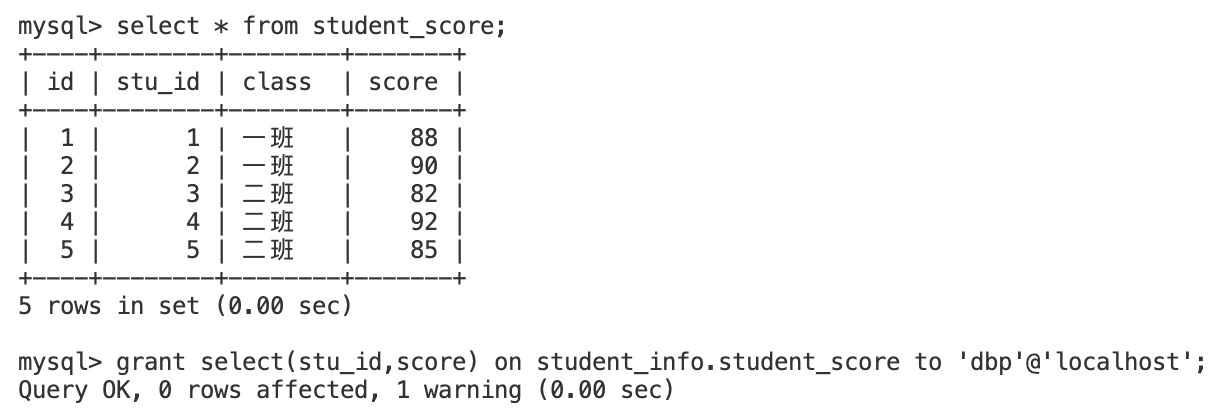 mysql> select * from student_score;
+----+--------+--------+-------+
| id | stu_id | class  | score |
+----+--------+--------+-------+
|  1 |      1 | 一班   |    88 |
|  2 |      2 | 一班   |    90 |
|  3 |      3 | 二班   |    82 |
|  4 |      4 | 二班   |    92 |
|  5 |      5 | 二班   |    85 |
+----+--------+--------+-------+
5 rows in set (0.00 sec)
mysql> grant select(stu_id,score) on student_info.student_score to 'dbp'@'localhost';
Query OK, 0 rows affected, 1 warning (0.00 sec)